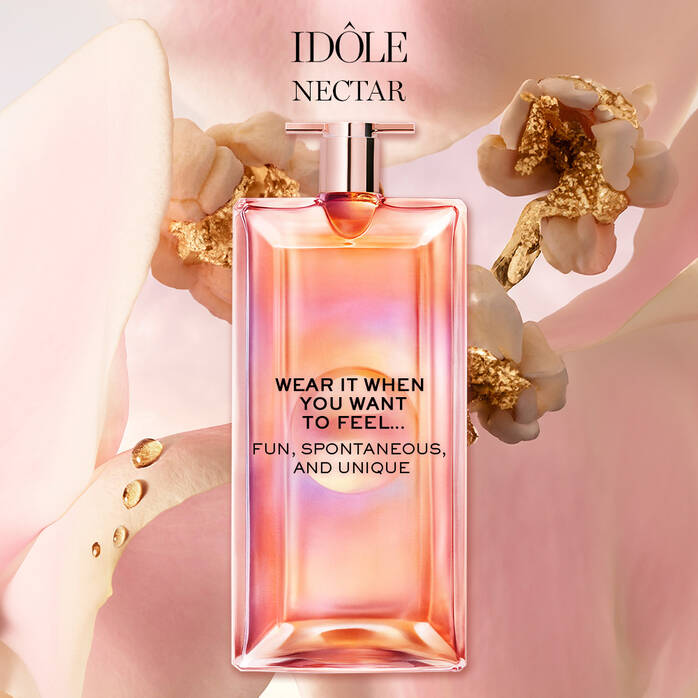 IDÔLE
NECTAR
WEAR IT WHEN
YOU WANT
TO FEEL...
FUN, SPONTANEOUS,
AND UNIQUE